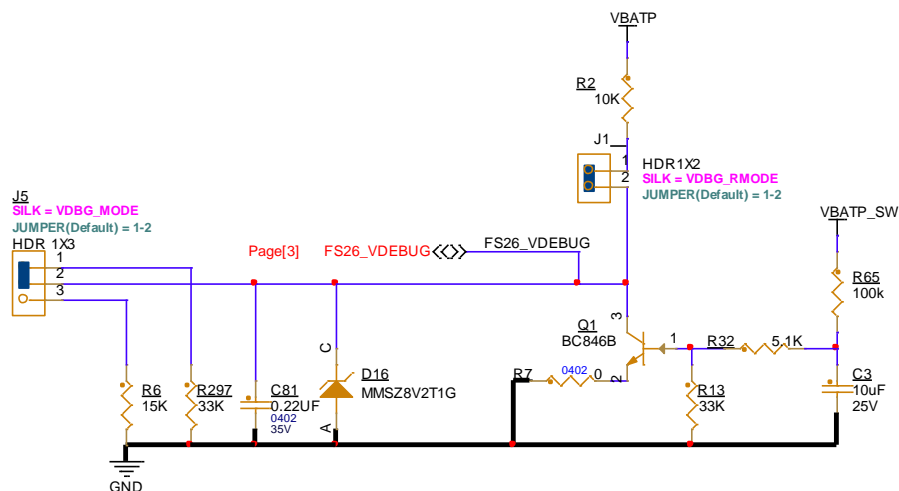 VBATP
R2
10K
J1
1
2
HDR1X2
SILK = VDBG_RMODE
JUMPER(Default) = 1-2
J5
SILK = VDBG_MODE
JUMPER(Default) = 1-2
HDR 1X3
1
2
3
Page[3]
FS26_VDEBUG
FS26_VDEBUG
VBATP_SW
R65
100k
3
Q1
BC846B
1
2
R32
5.1K
R7
0402
0
C
D16
MMSZ8V2T1G
A
R6
15K
R297
33K
C81
0.22UF
0402
35V
R13
33K
C3
10uF
25V
GND